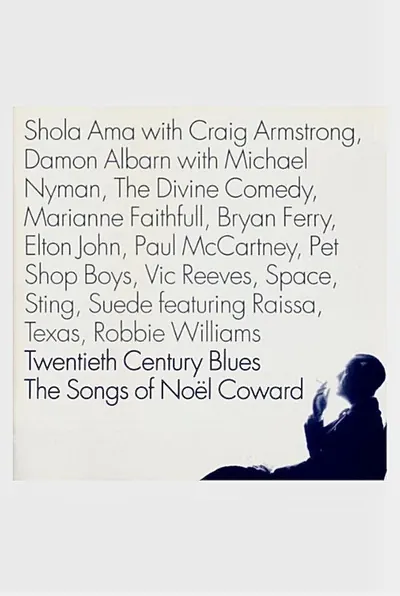 Shola Ama with Craig Armstrong,
Damon Albarn with Michael
Nyman, The Divine Comedy,
Marianne Faithfull, Bryan Ferry,
Elton John, Paul McCartney, Pet
Shop Boys, Vic Reeves, Space,
Sting, Suede featuring Raissa,
Texas, Robbie Williams
Twentieth Century Blues
The Songs of Noël Coward